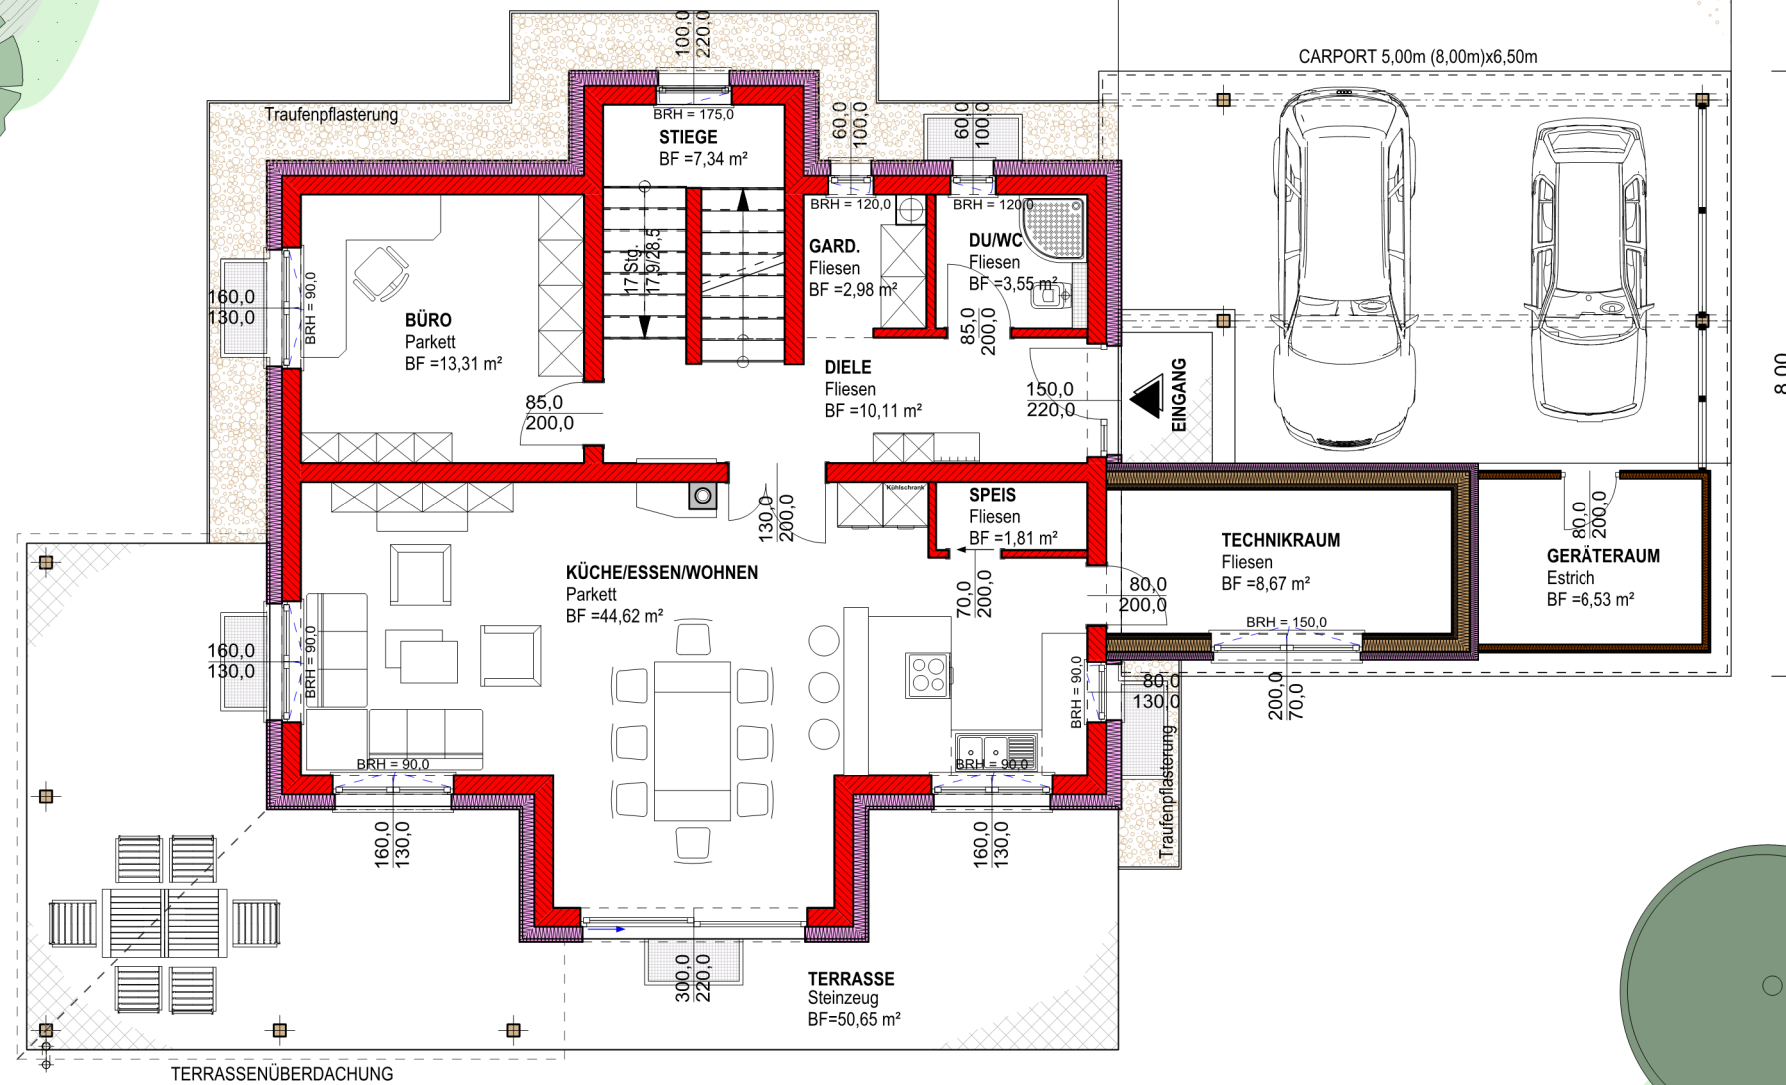 100,0
220,0
CARPORT 5,00m (8,00m)x6,50m
Traufenpflasterung
BRH = 175,0
STIEGE
BF =7,34 m²
60,0
100,0
60,0
100,0
BRH = 120,0
BRH = 120,0
17 Stg.
17,9/28,5
GARD.
Fliesen
BF =2,98 m²
DU/WC
Fliesen
BF =3,55 m²
160,0
130,0
BRH = 90,0
BÜRO
Parkett
BF =13,31 m²
85,0
200,0
85,0
200,0
DIELE
Fliesen
BF =10,11 m²
150,0
220,0
EINGANG
8,00
130,0
200,0
Kühlschrank
SPEIS
Fliesen
BF =1,81 m²
70,0
200,0
TECHNIKRAUM
Fliesen
BF =8,67 m²
80,0
200,0
BRH = 150,0
80,0
200,0
GERÄTERAUM
Estrich
BF =6,53 m²
KÜCHE/ESSEN/WOHNEN
Parkett
BF =44,62 m²
160,0
130,0
BRH = 90,0
BRH = 90,0
80,0
130,0
200,0
70,0
Traufenpflasterung
BRH = 90,0
BRH = 90,0
160,0
130,0
160,0
130,0
300,0
220,0
TERRASSE
Steinzeug
BF=50,65 m²
TERRASSENÜBERDACHUNG